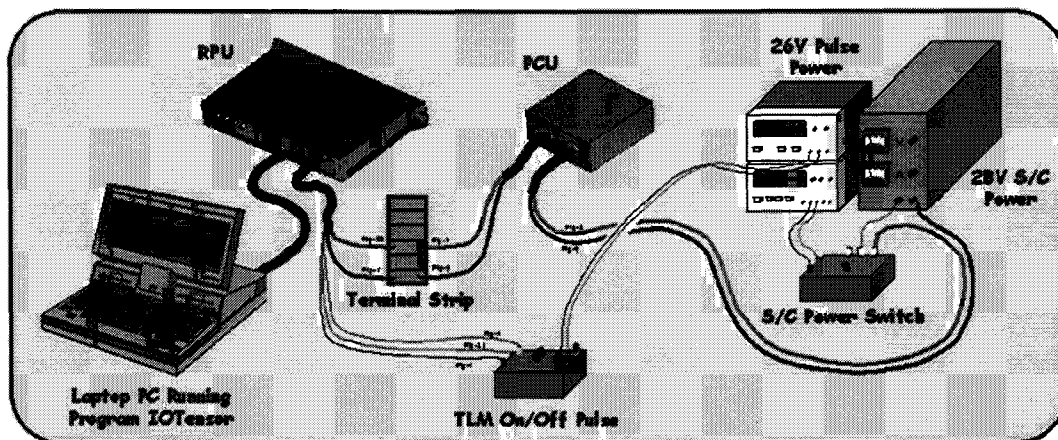 RPU
PCU
26V Pulse
Power
28V S/C
Power
Terminal Strip
S/C Power Switch
Laptop PC Running
Program IOTensor
TLM On/Off Pulse